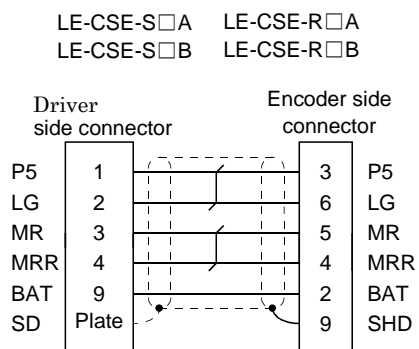 LE-CSE-S□A LE-CSE-R□A
LE-CSE-S□B LE-CSE-R□B
Driver
side connector
Encoder side
connector
P5 1 3 P5
LG 2 6 LG
MR 3 5 MR
MRR 4 4 MRR
BAT 9 2 BAT
SD Plate 9 SHD